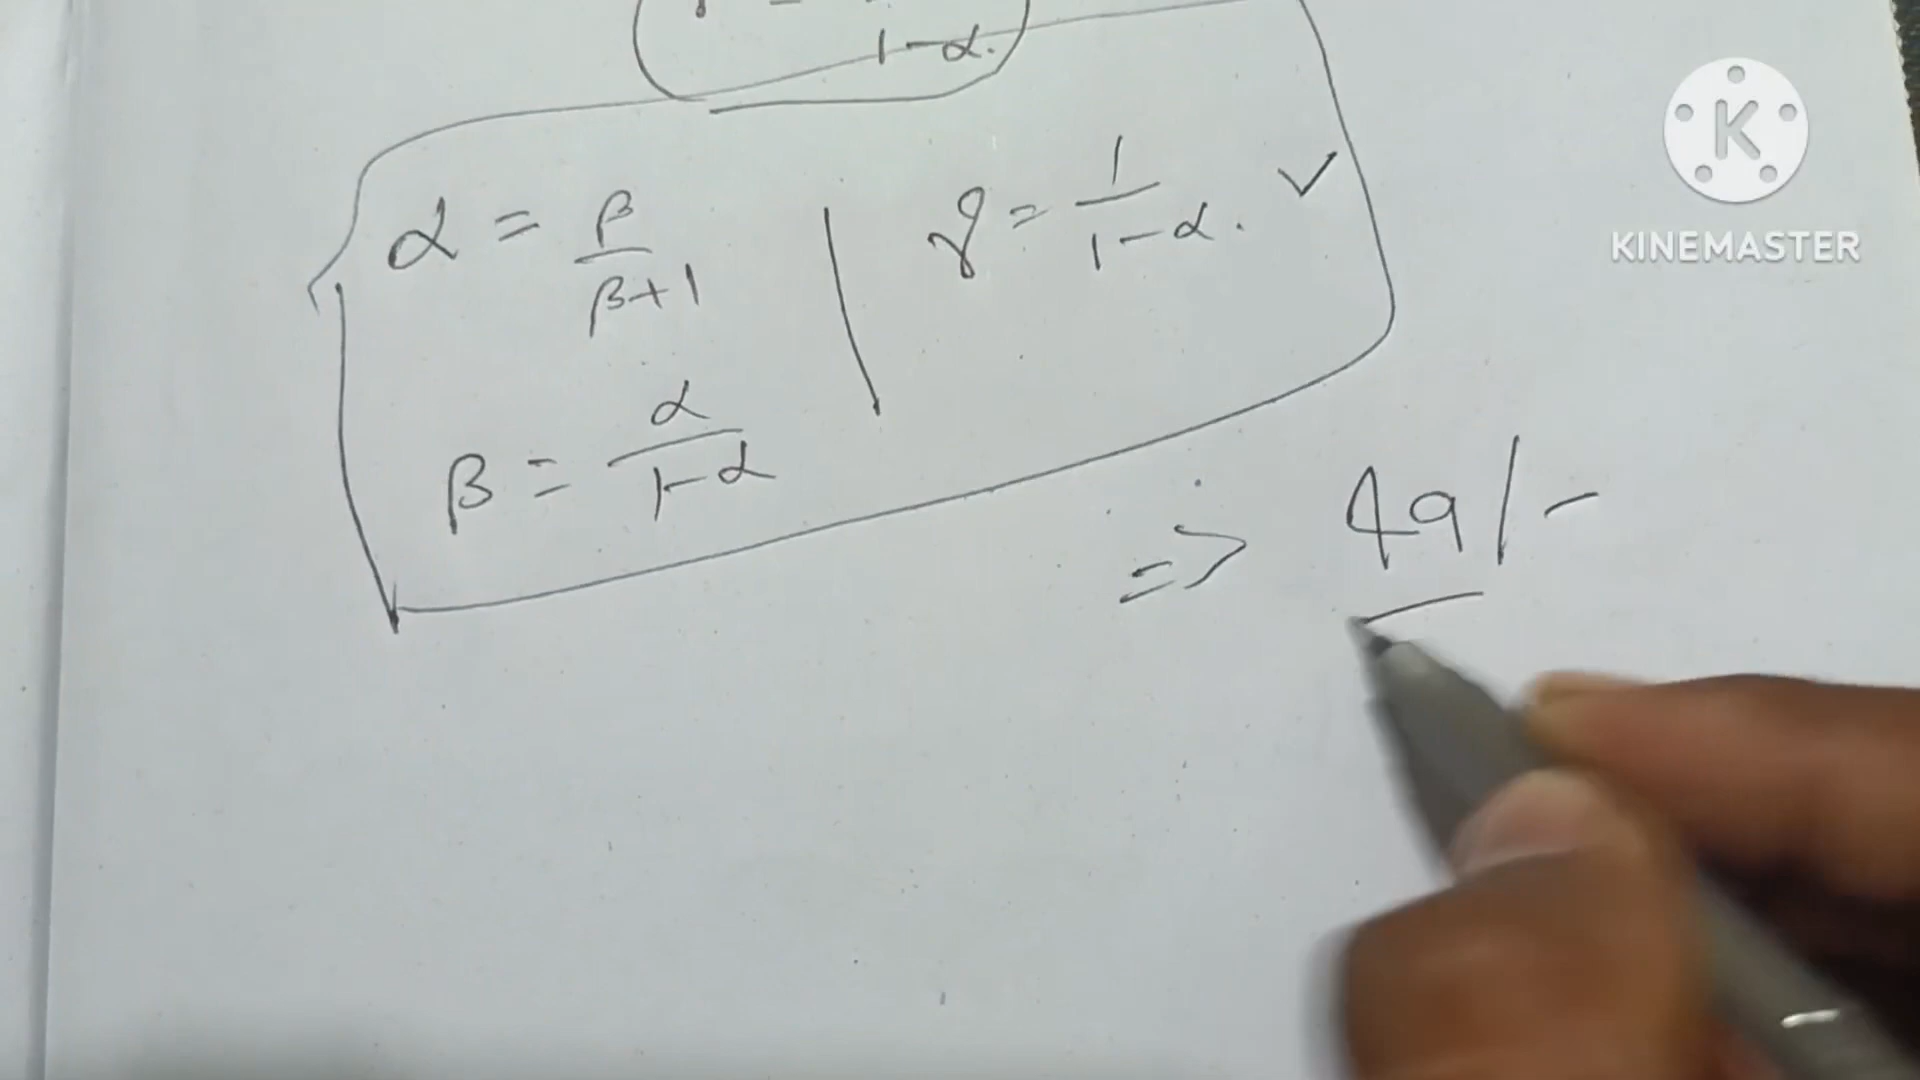 1-α.
α = β/β+1 | γ = 1/1-α. ✓
β = α/1-α
=> 49/-
K
KINEMASTER